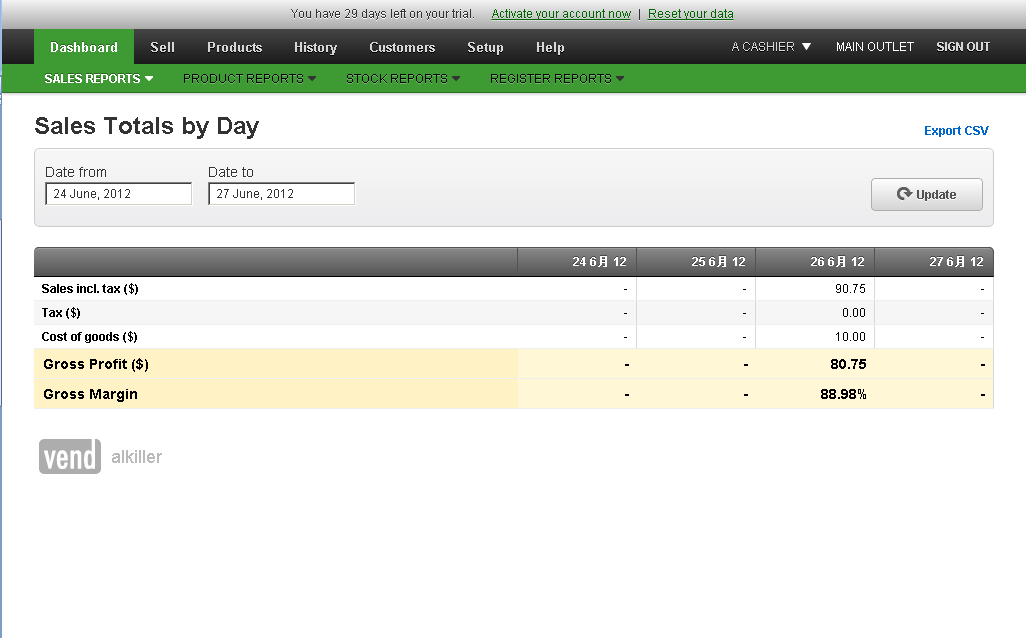 You have 29 days left on your trial. Activate your account now | Reset your data
Dashboard Sell Products History Customers Setup Help A CASHIER ▼ MAIN OUTLET SIGN OUT
SALES REPORTS ▼ PRODUCT REPORTS ▼ STOCK REPORTS ▼ REGISTER REPORTS ▼
Sales Totals by Day
Export CSV
Date from Date to
24 June, 2012 27 June, 2012
Update
24 6月 12 25 6月 12 26 6月 12 27 6月 12
Sales incl. tax ($) - - 90.75 -
Tax ($) - - 0.00 -
Cost of goods ($) - - 10.00 -
Gross Profit ($) - - 80.75 -
Gross Margin - - 88.98% -
vend alkiller